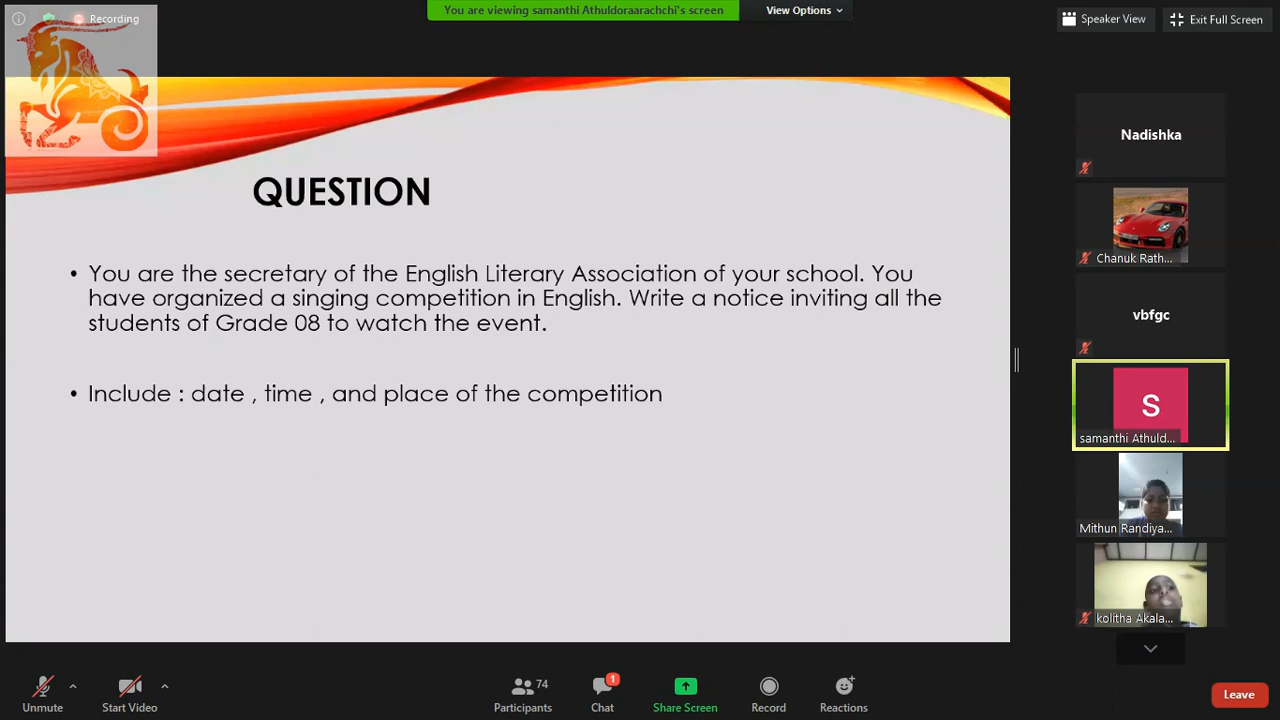 Recording
You are viewing samanthi Athuldoraarachchi's screen
View Options
Speaker View
Exit Full Screen
QUESTION
• You are the secretary of the English Literary Association of your school. You
have organized a singing competition in English. Write a notice inviting all the
students of Grade 08 to watch the event.
• Include : date , time , and place of the competition
Nadishka
Chanuk Rath...
vbfgc
S
samanthi Athuld...
Mithun Randiya...
kolitha Akala...
Unmute
Start Video
74
Participants
1
Chat
Share Screen
Record
Reactions
Leave